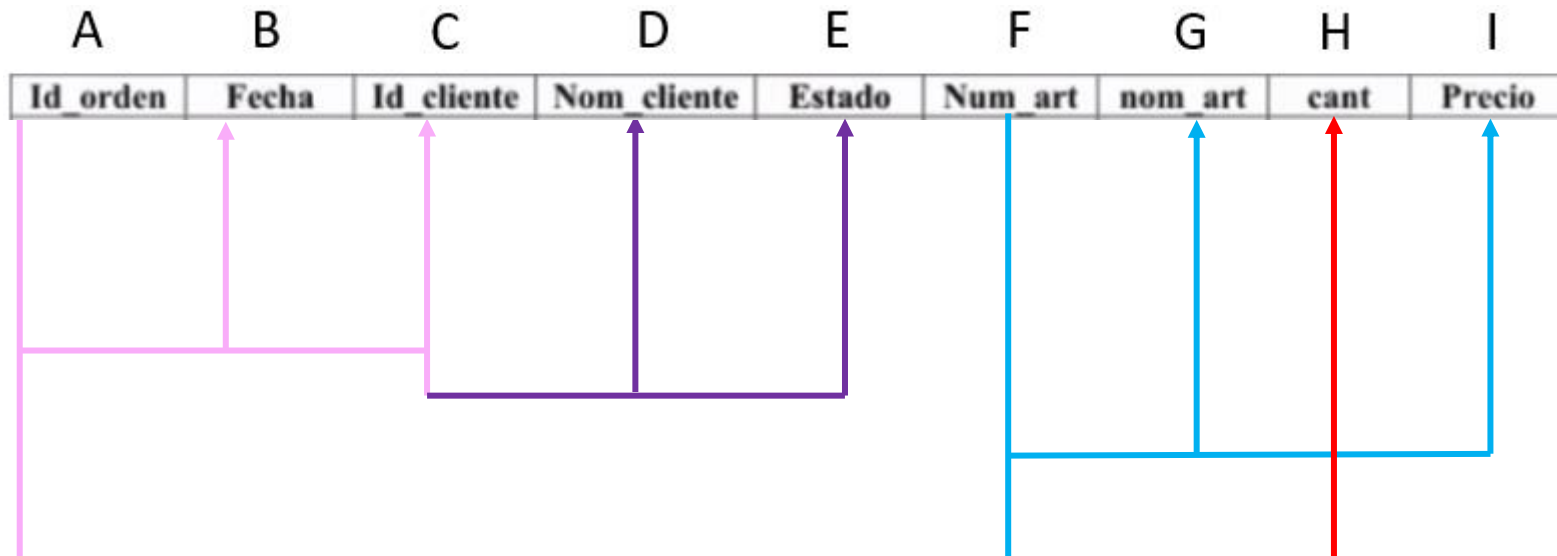 A B C D E F G H I
Id_orden Fecha Id_cliente Nom_cliente Estado Num_art nom_art cant Precio